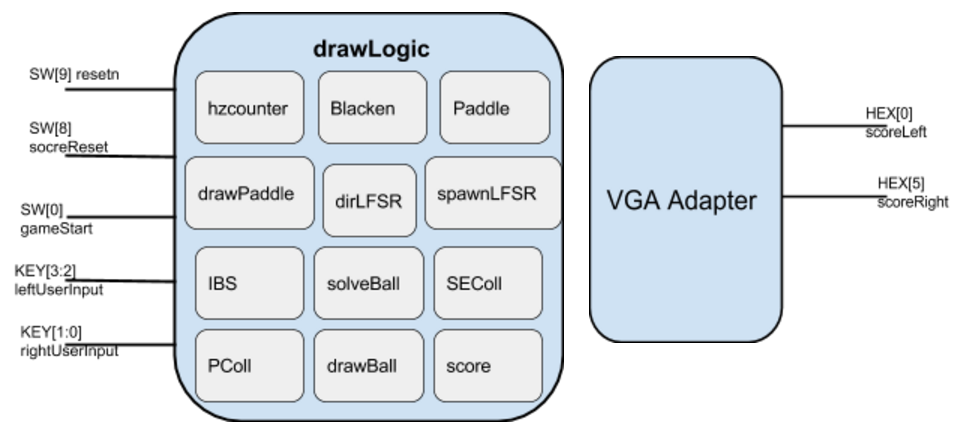 drawLogic
SW[9] resetn
SW[8]
socreReset
SW[0]
gameStart
KEY[3:2]
leftUserInput
KEY[1:0]
rightUserInput
hzcounter
Blacken
Paddle
drawPaddle
dirLFSR
spawnLFSR
IBS
solveBall
SEColl
PColl
drawBall
score
VGA Adapter
HEX[0]
scoreLeft
HEX[5]
scoreRight